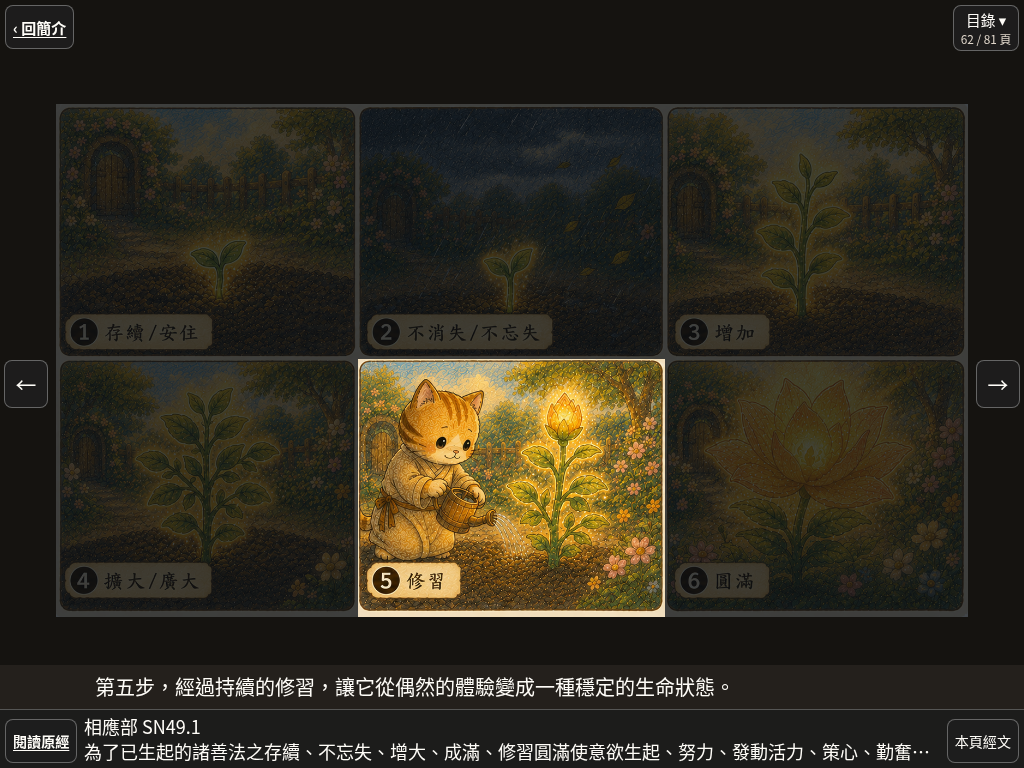 ‹ 回簡介
目錄 ▾
62 / 81 頁
1 存續/安住
2 不消失/不忘失
3 增加
4 擴大/廣大
5 修習
6 圓滿
←
→
第五步，經過持續的修習，讓它從偶然的體驗變成一種穩定的生命狀態。
閱讀原經
相應部 SN49.1
為了已生起的諸善法之存續、不忘失、增大、成滿、修習圓滿使意欲生起、努力、發動活力、策心、勤奮…
本頁經文